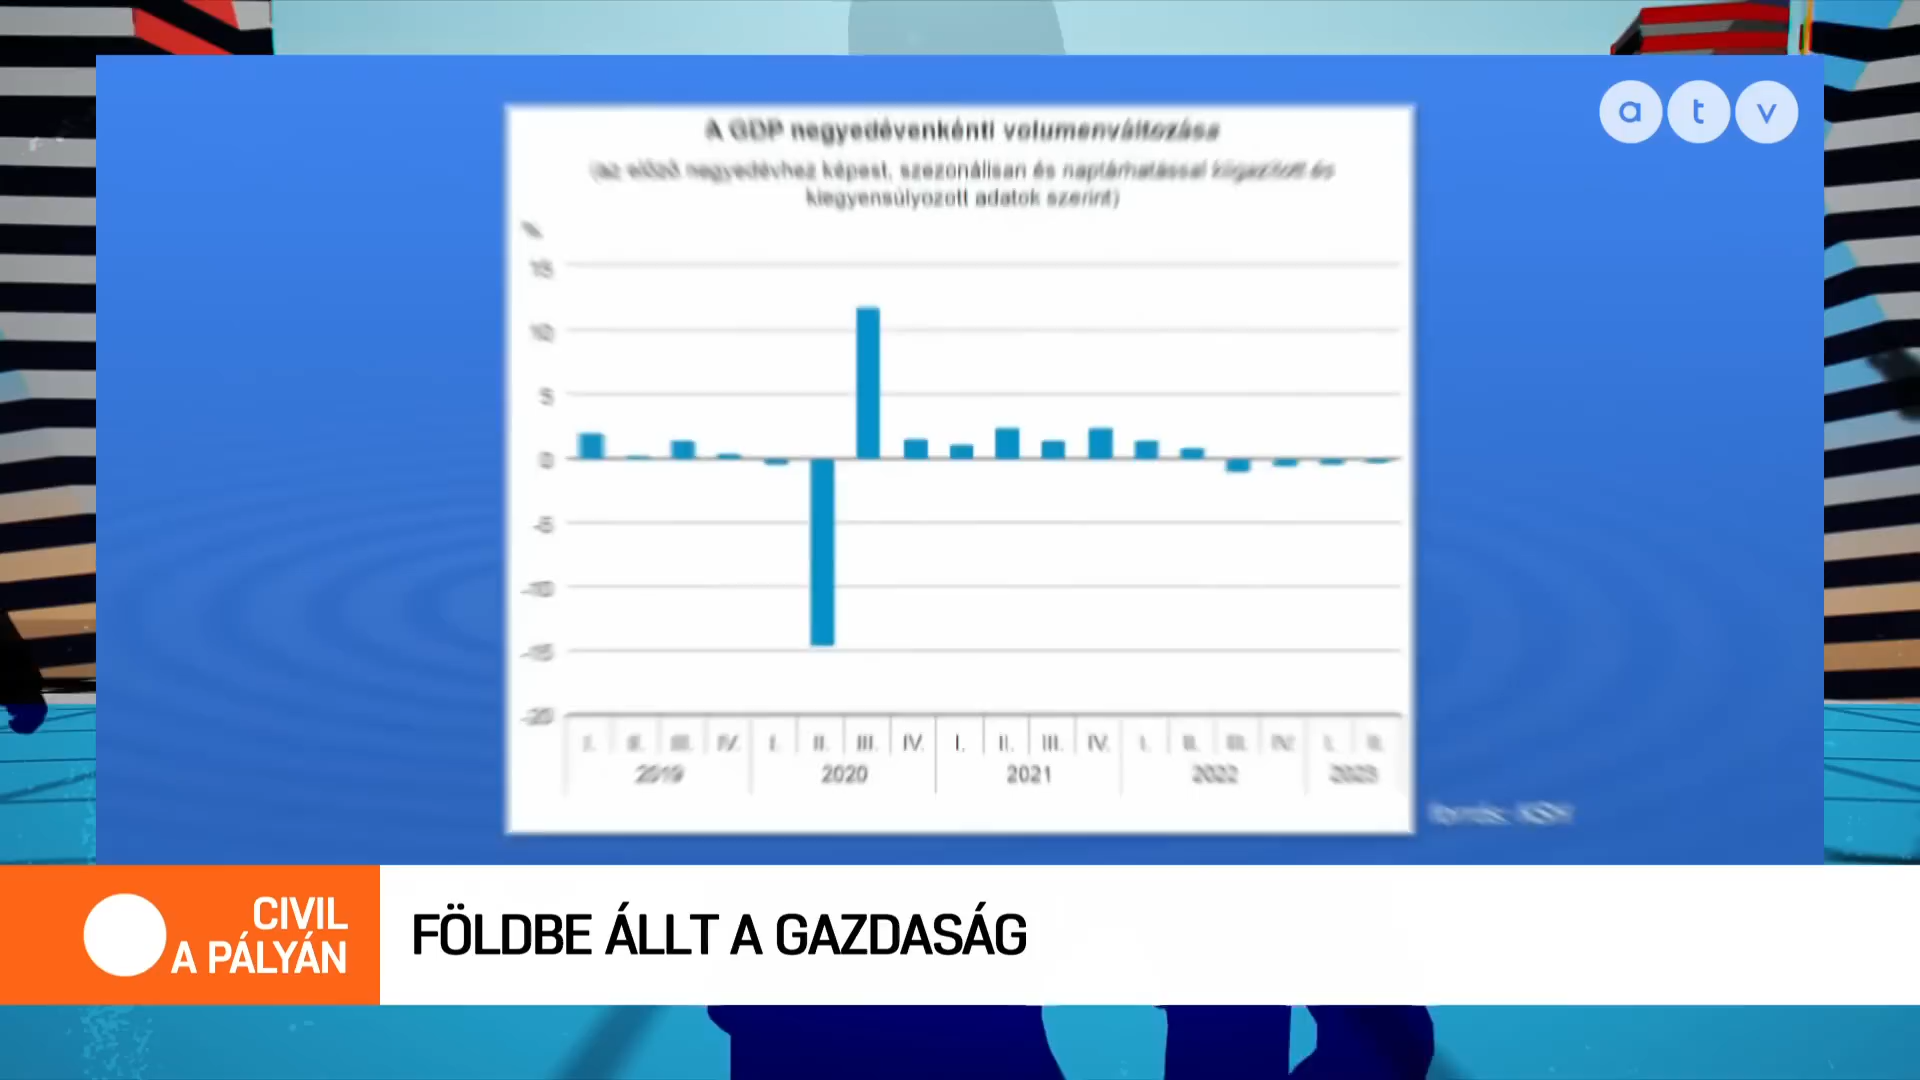 a t v
A GDP negyedévenkénti volumenváltozása
(az előző negyedévhez képest, szezonálisan és naptárhatással kiigazított és
kiegyensúlyozott adatok szerint)
%
15
10
5
0
-5
-10
-15
-20
I. II. III. IV. I. II. III. IV. I. II. III. IV. I. II. III. IV. I. II.
2019 2020 2021 2022 2023
forrás: KSH
CIVIL
A PÁLYÁN
FÖLDBE ÁLLT A GAZDASÁG